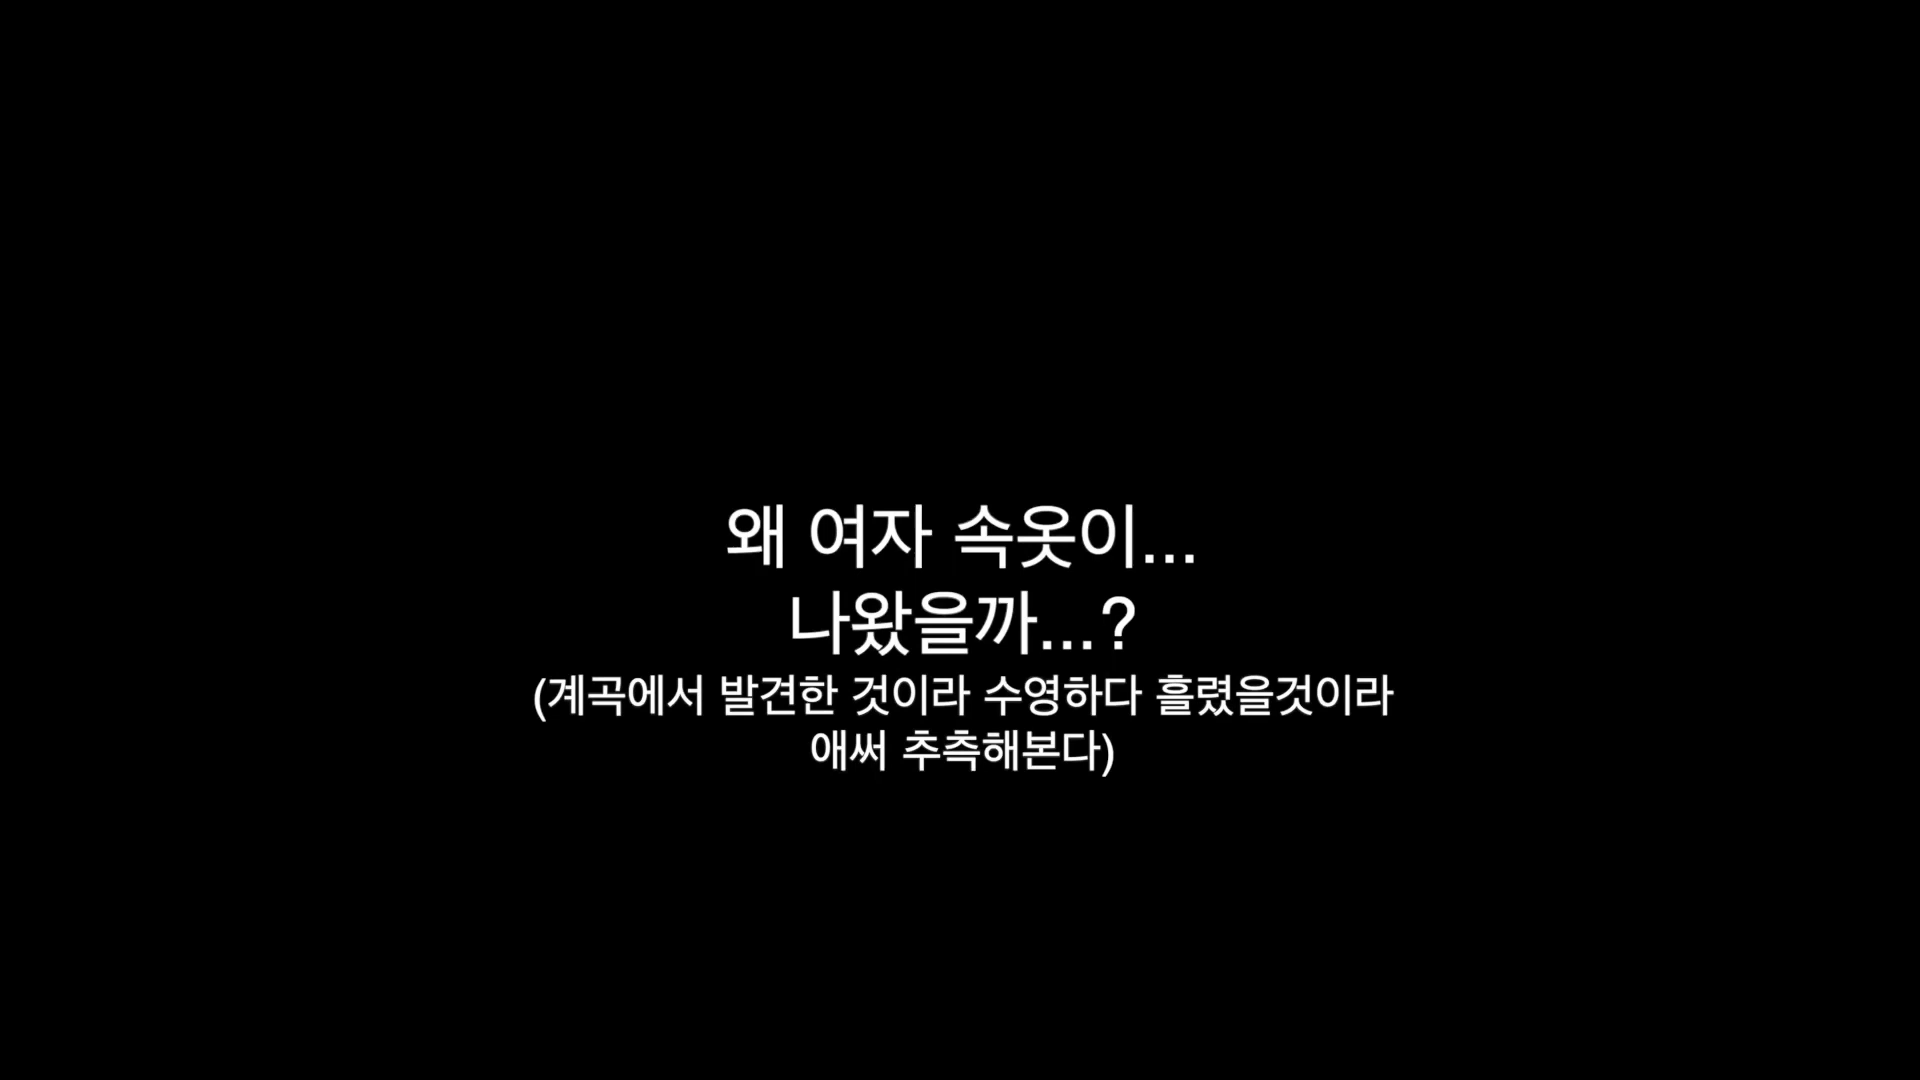 왜 여자 속옷이...
나왔을까...?
(계곡에서 발견한 것이라 수영하다 흘렸을것이라
애써 추측해본다)